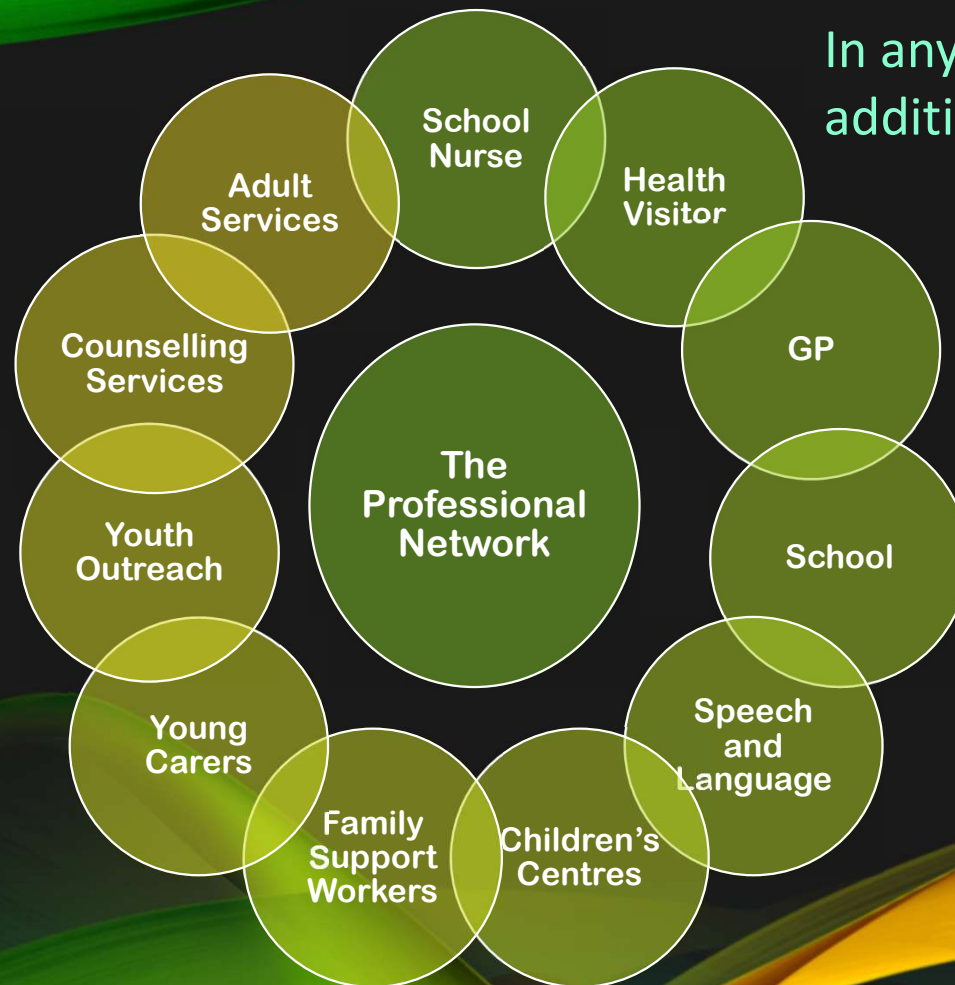 In any
additi
School
Nurse
Health
Visitor
GP
School
Speech
and
Language
Children's
Centres
Family
Support
Workers
Young
Carers
Youth
Outreach
Counselling
Services
Adult
Services
The
Professional
Network